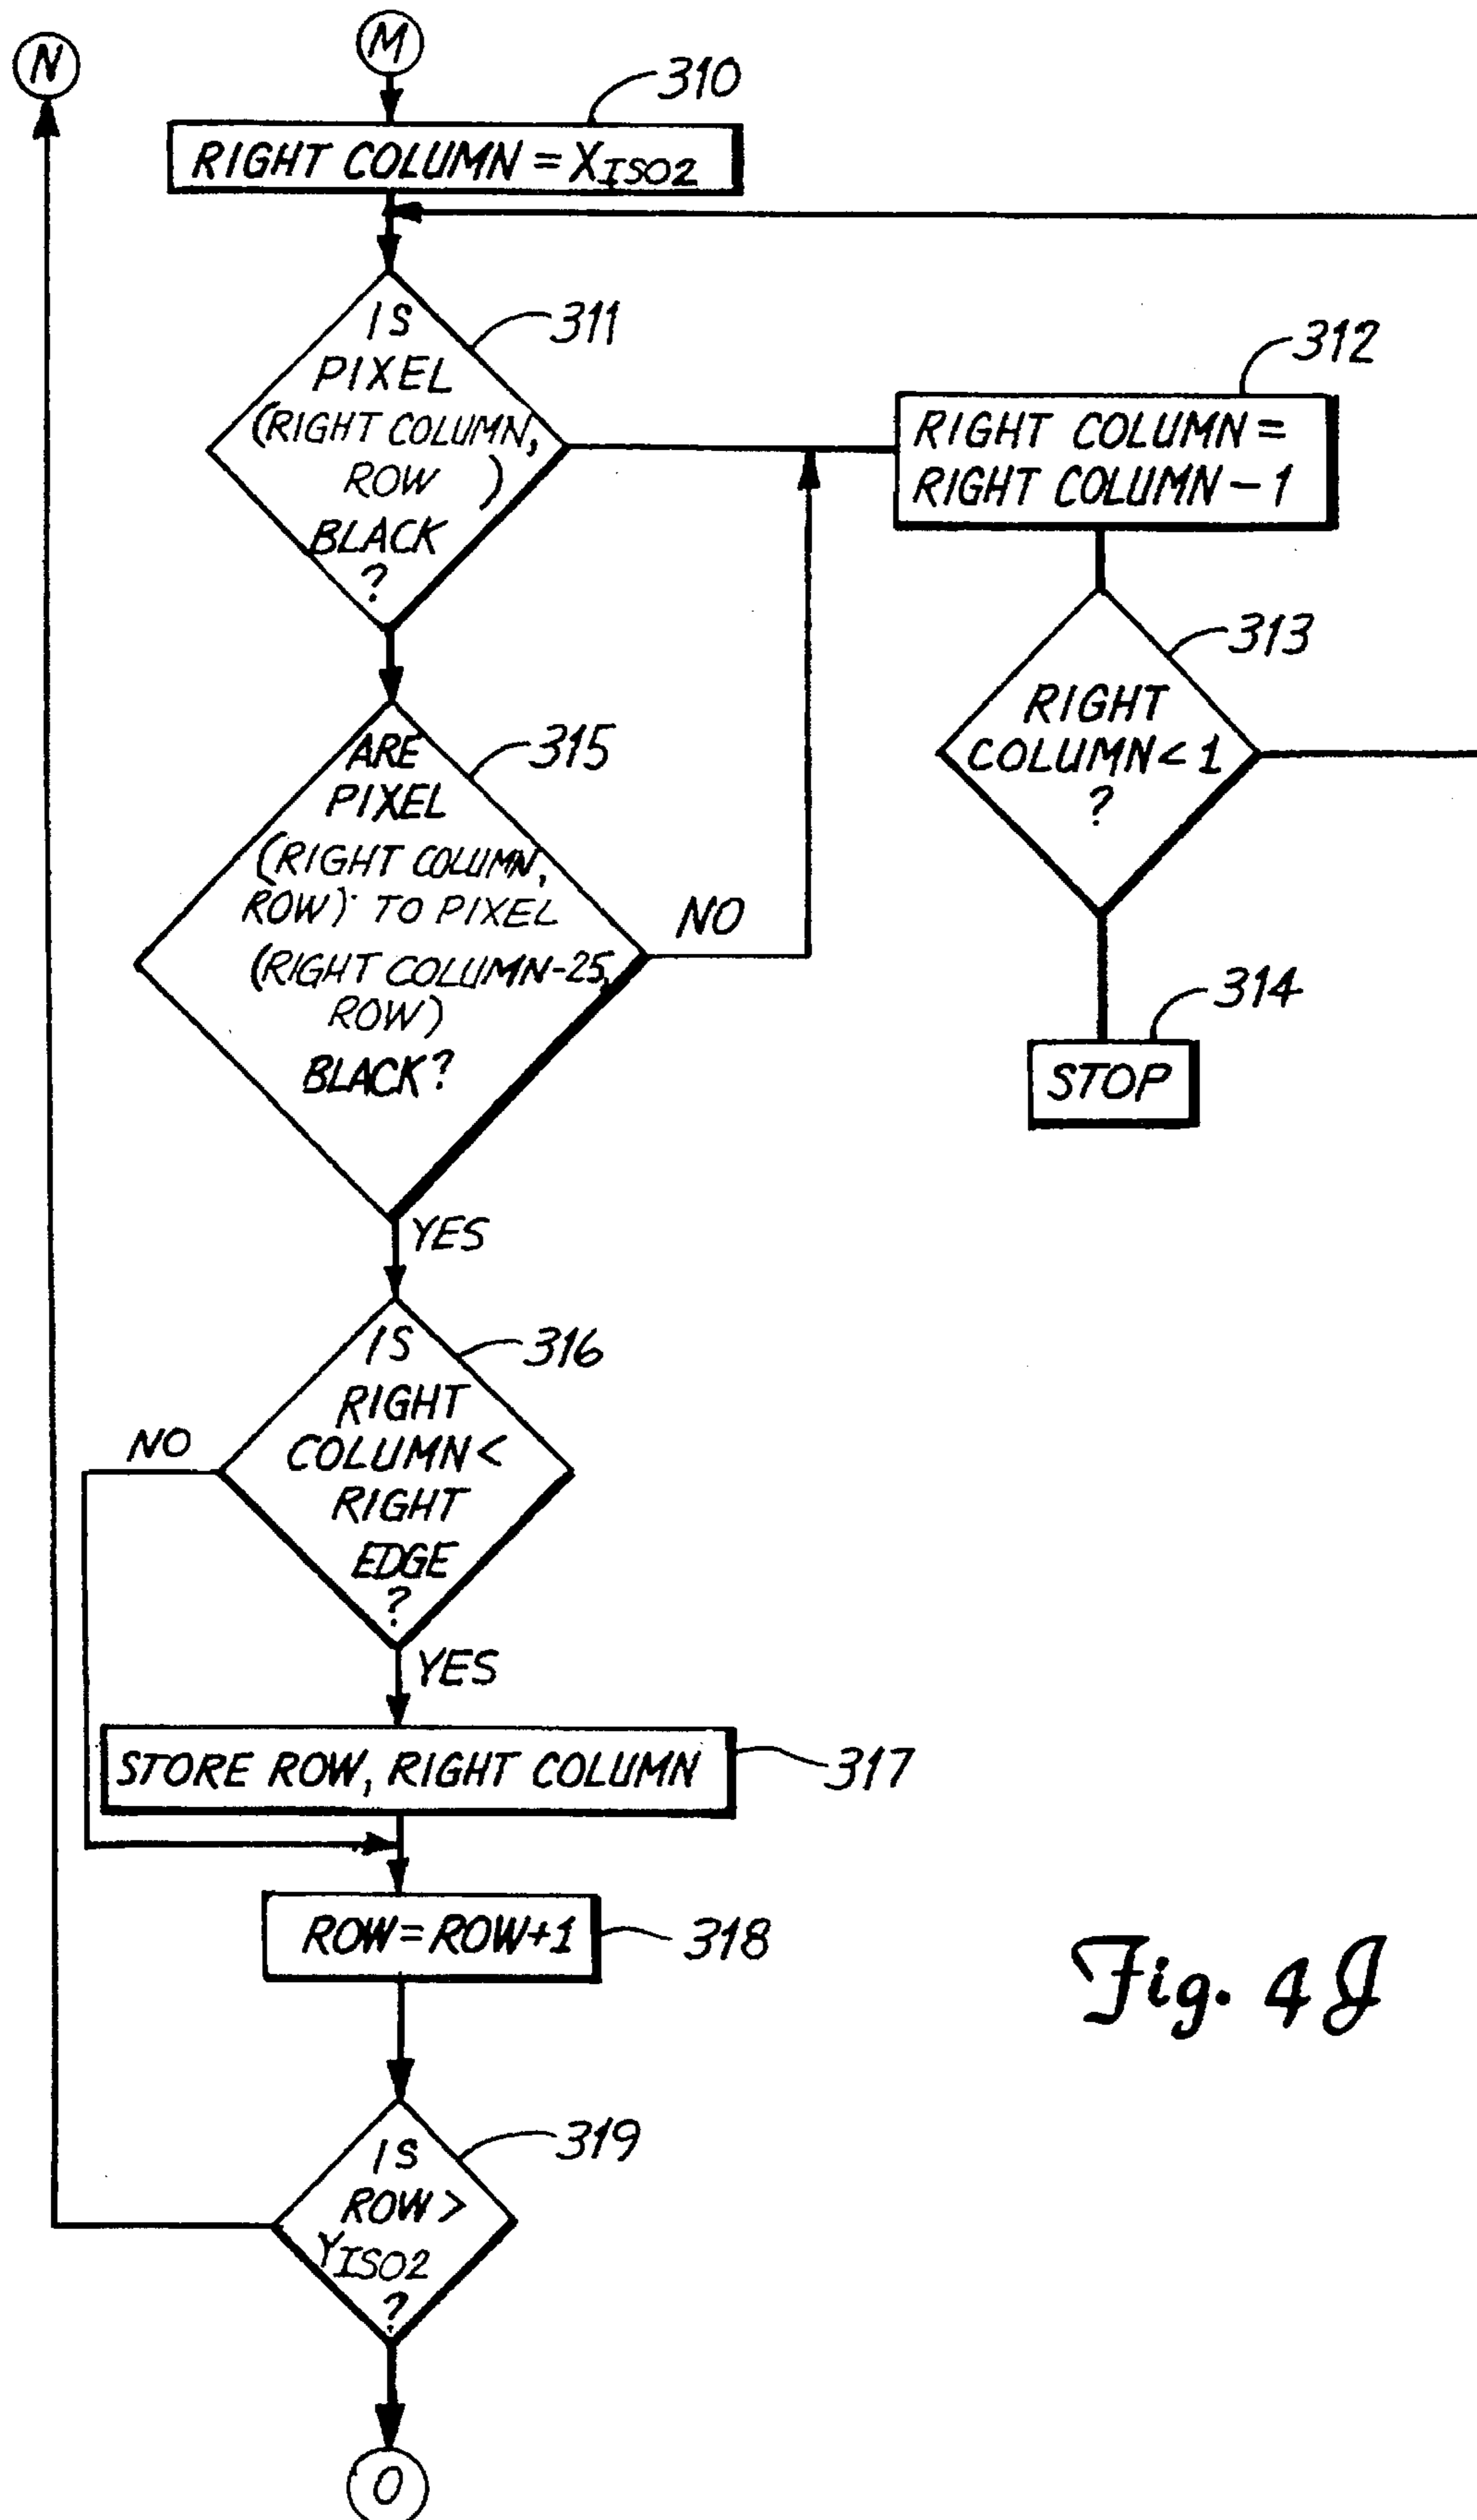 N
M
310
RIGHT COLUMN = XISO2
311
IS
PIXEL
(RIGHT COLUMN,
ROW )
BLACK
?
312
RIGHT COLUMN =
RIGHT COLUMN - 1
313
RIGHT
COLUMN < 1
?
314
STOP
315
ARE
PIXEL
(RIGHT COLUMN,
ROW) TO PIXEL
(RIGHT COLUMN-25,
ROW)
BLACK?
NO
YES
316
IS
RIGHT
COLUMN <
RIGHT
EDGE
?
NO
YES
STORE ROW, RIGHT COLUMN
317
ROW = ROW+1
318
319
IS
ROW >
YISO2
?
O
Fig. 4J